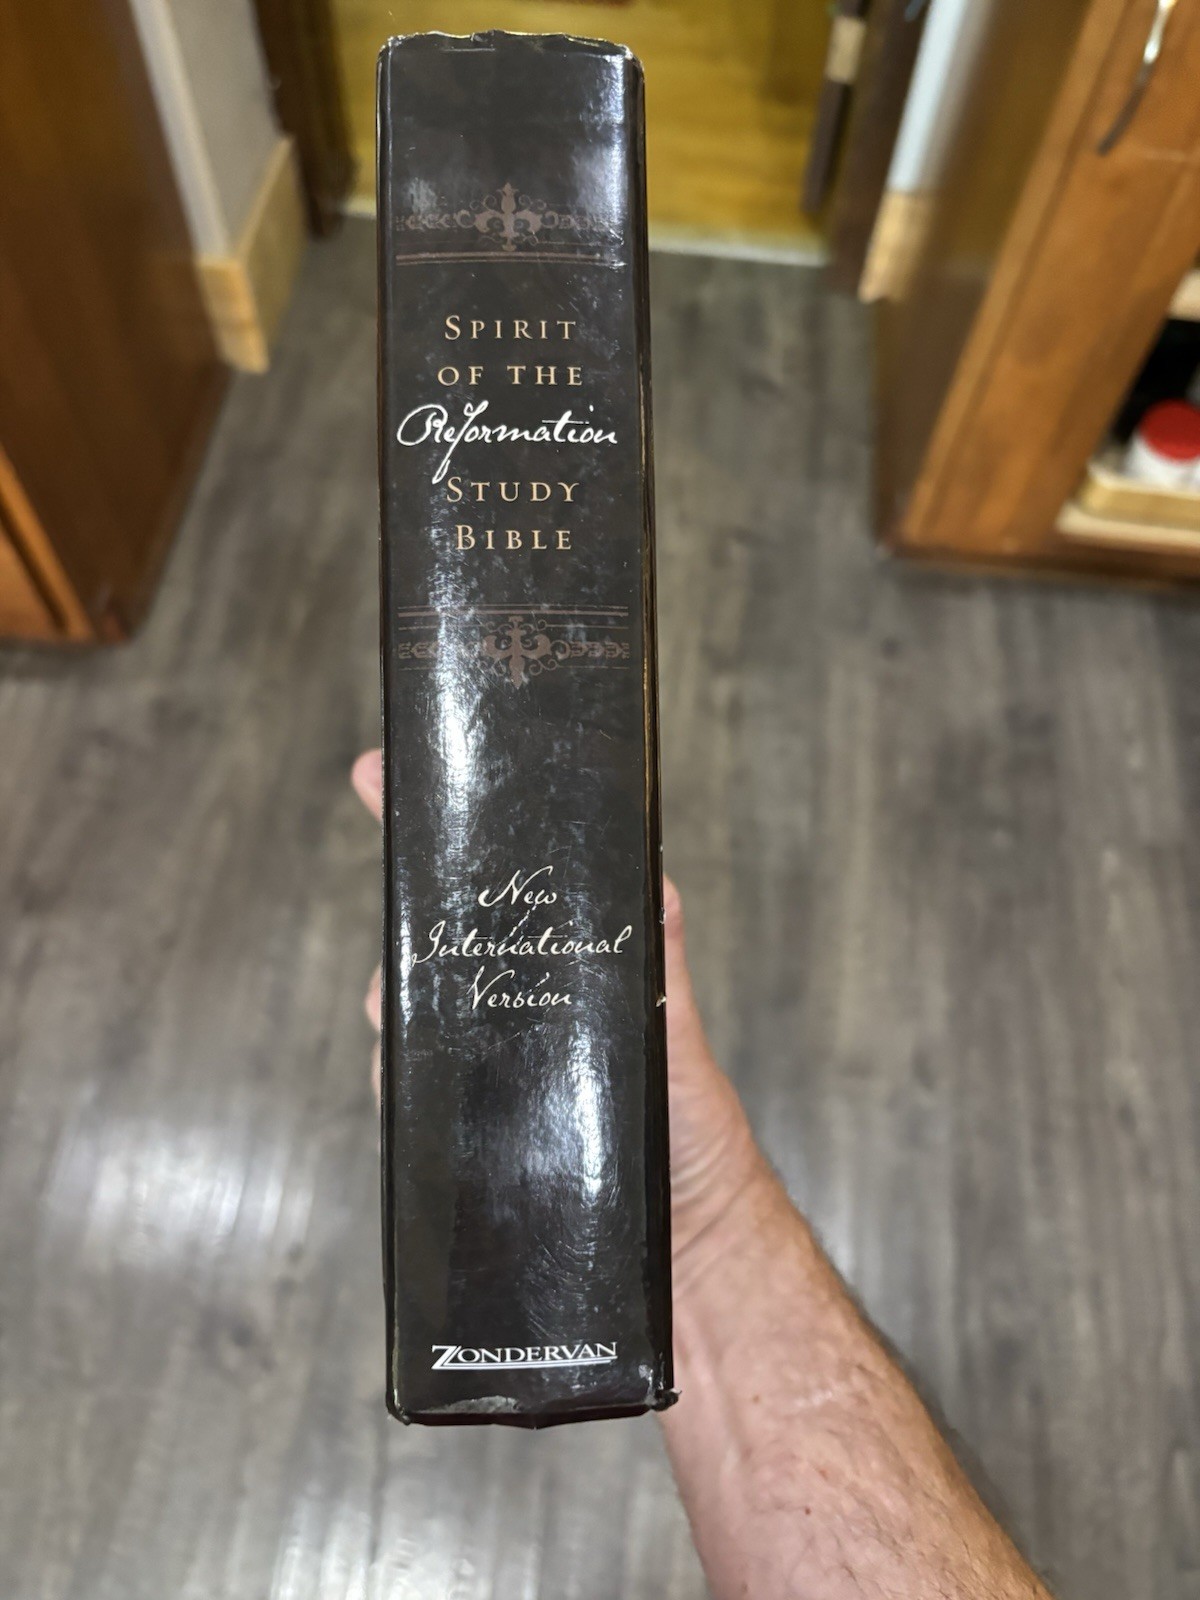 SPIRIT
OF THE
Reformation
STUDY
BIBLE
New
International
Version
ZONDERVAN